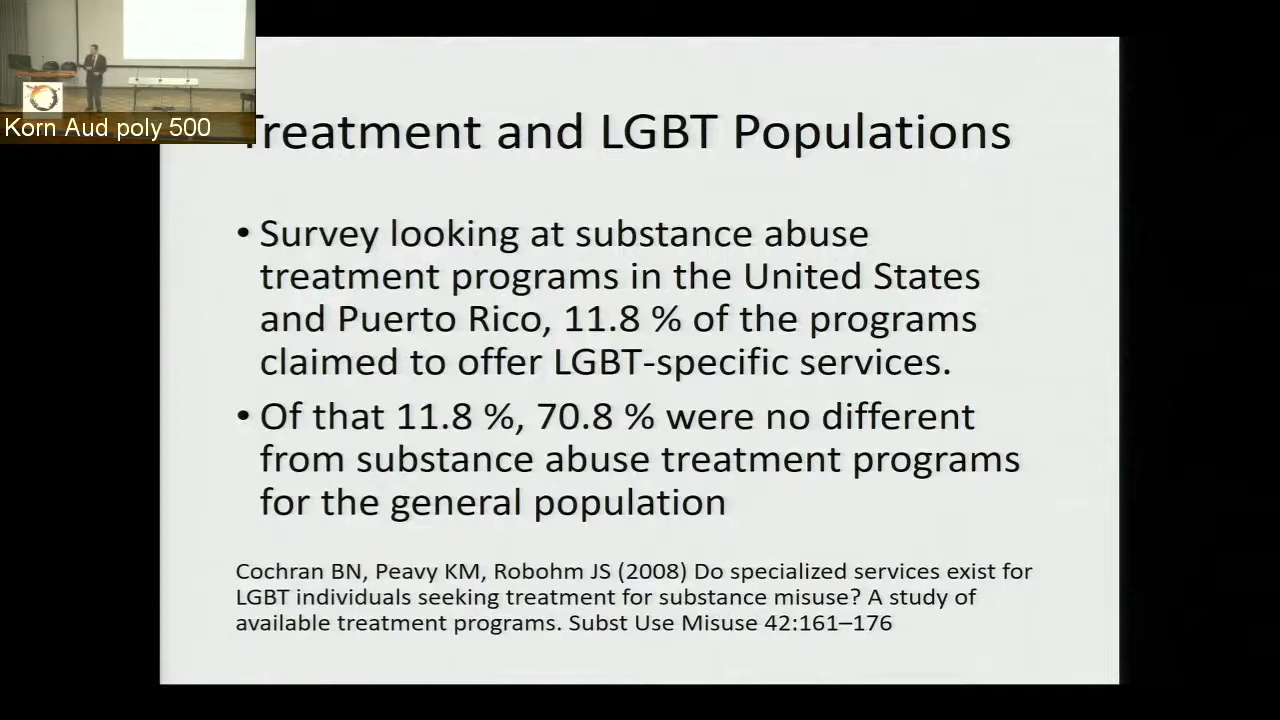 Korn Aud poly 500
Treatment and LGBT Populations
• Survey looking at substance abuse
treatment programs in the United States
and Puerto Rico, 11.8 % of the programs
claimed to offer LGBT-specific services.
• Of that 11.8 %, 70.8 % were no different
from substance abuse treatment programs
for the general population
Cochran BN, Peavy KM, Robohm JS (2008) Do specialized services exist for
LGBT individuals seeking treatment for substance misuse? A study of
available treatment programs. Subst Use Misuse 42:161–176